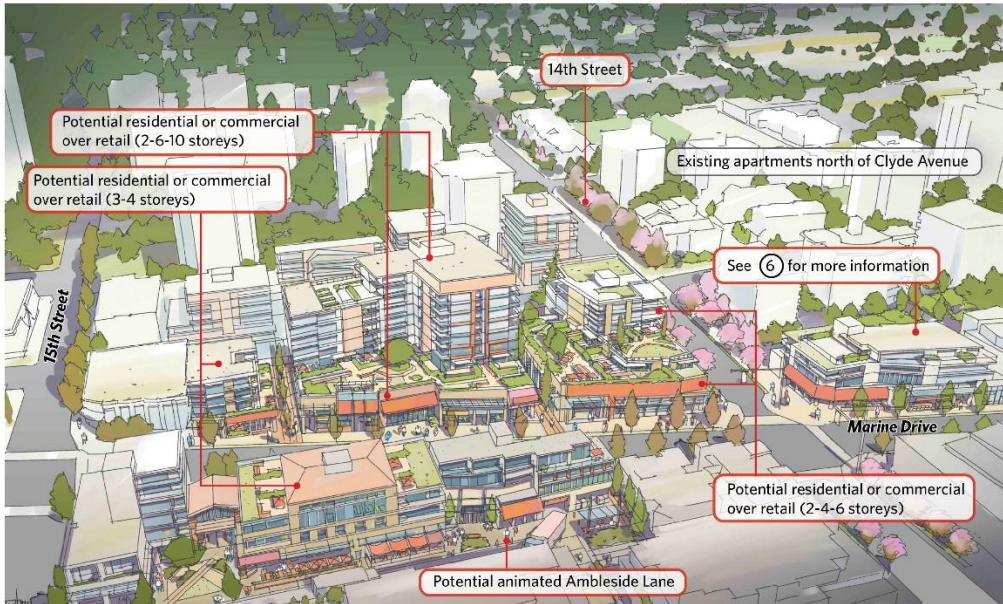 14th Street
Potential residential or commercial
over retail (2-6-10 storeys)
Existing apartments north of Clyde Avenue
Potential residential or commercial
over retail (3-4 storeys)
See 6 for more information
15th Street
Marine Drive
Potential residential or commercial
over retail (2-4-6 storeys)
Potential animated Ambleside Lane